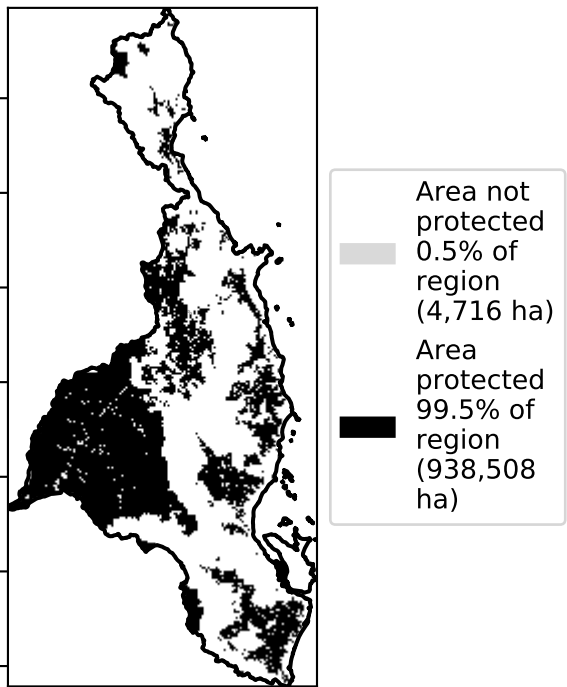 Area not
protected
0.5% of
region
(4,716 ha)
Area
protected
99.5% of
region
(938,508
ha)